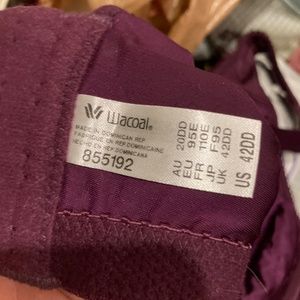 Wacoal®
MADE IN DOMINICAN REP
FABRIQUE EN REP DOMINICAINE
HECHO EN REP DOMINICANA
855192
AU 20DD
EU 95E
FR 110E
JP F95
UK 42DD
US 42DD